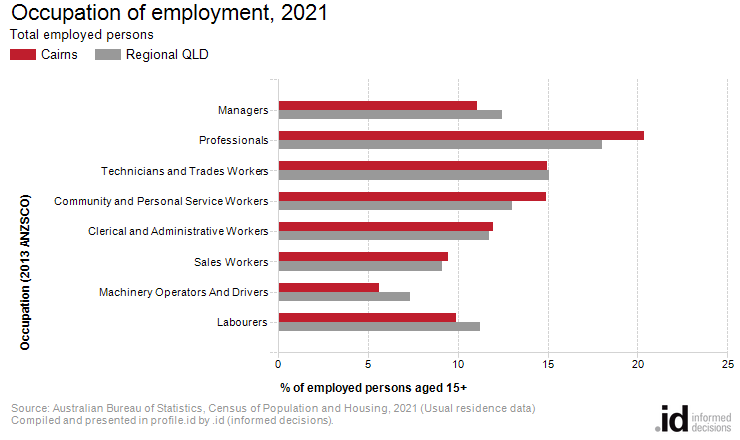 Occupation of employment, 2021
Total employed persons
Cairns
Regional QLD
Managers
Professionals
Technicians and Trades Workers
Community and Personal Service Workers
Clerical and Administrative Workers
Sales Workers
Machinery Operators And Drivers
Labourers
Occupation (2013 ANZSCO)
0 5 10 15 20 25
% of employed persons aged 15+
Source: Australian Bureau of Statistics, Census of Population and Housing, 2021 (Usual residence data)
Compiled and presented in profile.id by .id (informed decisions).
.id informed
decisions